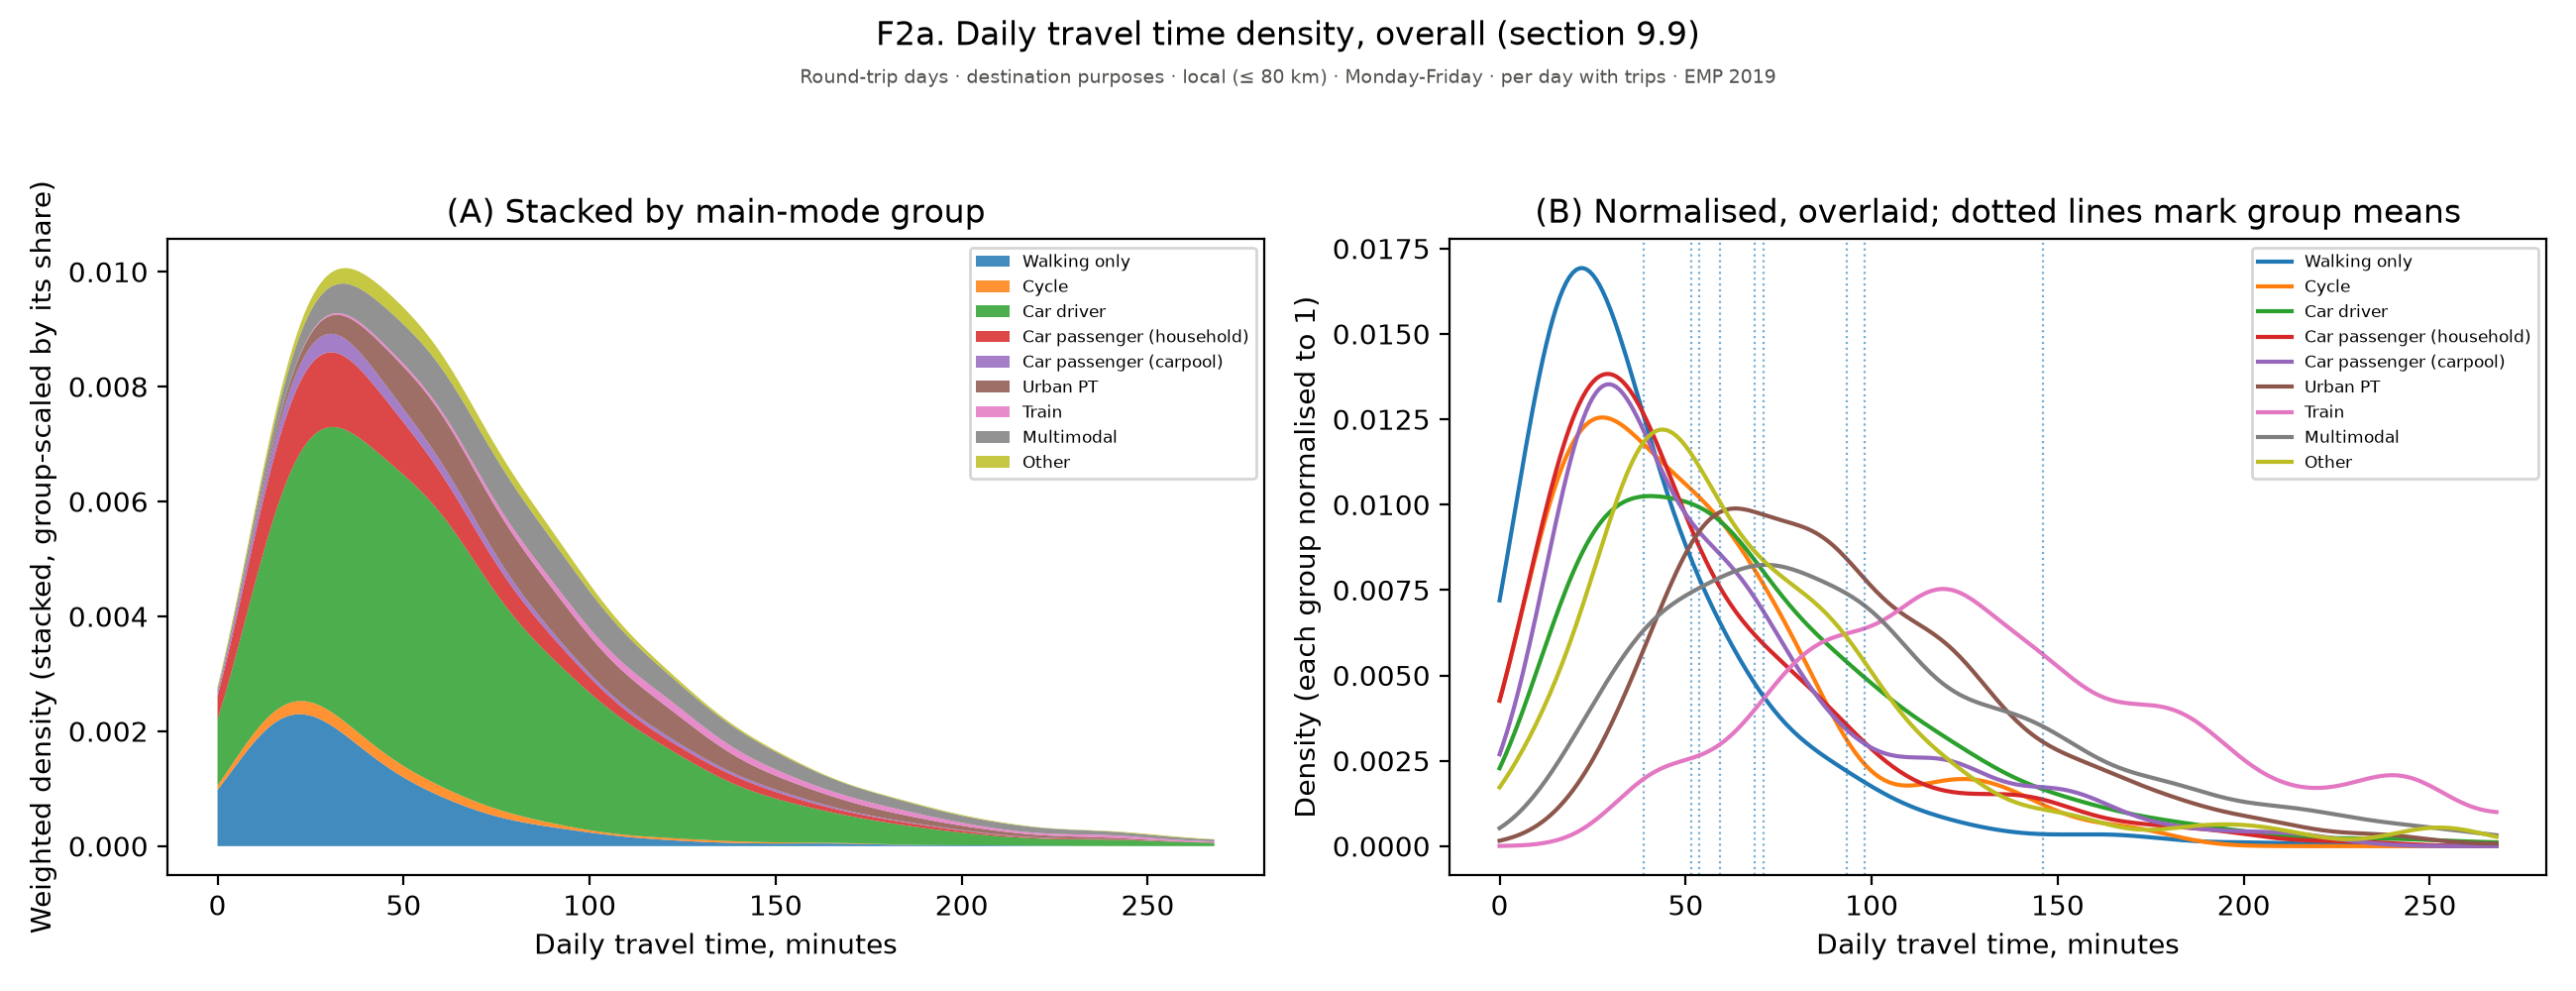 F2a. Daily travel time density, overall (section 9.9)
Round-trip days · destination purposes · local (≤ 80 km) · Monday-Friday · per day with trips · EMP 2019
(A) Stacked by main-mode group
Weighted density (stacked, group-scaled by its share)
0.010
0.008
0.006
0.004
0.002
0.000
Walking only
Cycle
Car driver
Car passenger (household)
Car passenger (carpool)
Urban PT
Train
Multimodal
Other
0
50
100
150
200
250
Daily travel time, minutes
(B) Normalised, overlaid; dotted lines mark group means
Density (each group normalised to 1)
0.0175
0.0150
0.0125
0.0100
0.0075
0.0050
0.0025
0.0000
Walking only
Cycle
Car driver
Car passenger (household)
Car passenger (carpool)
Urban PT
Train
Multimodal
Other
0
50
100
150
200
250
Daily travel time, minutes